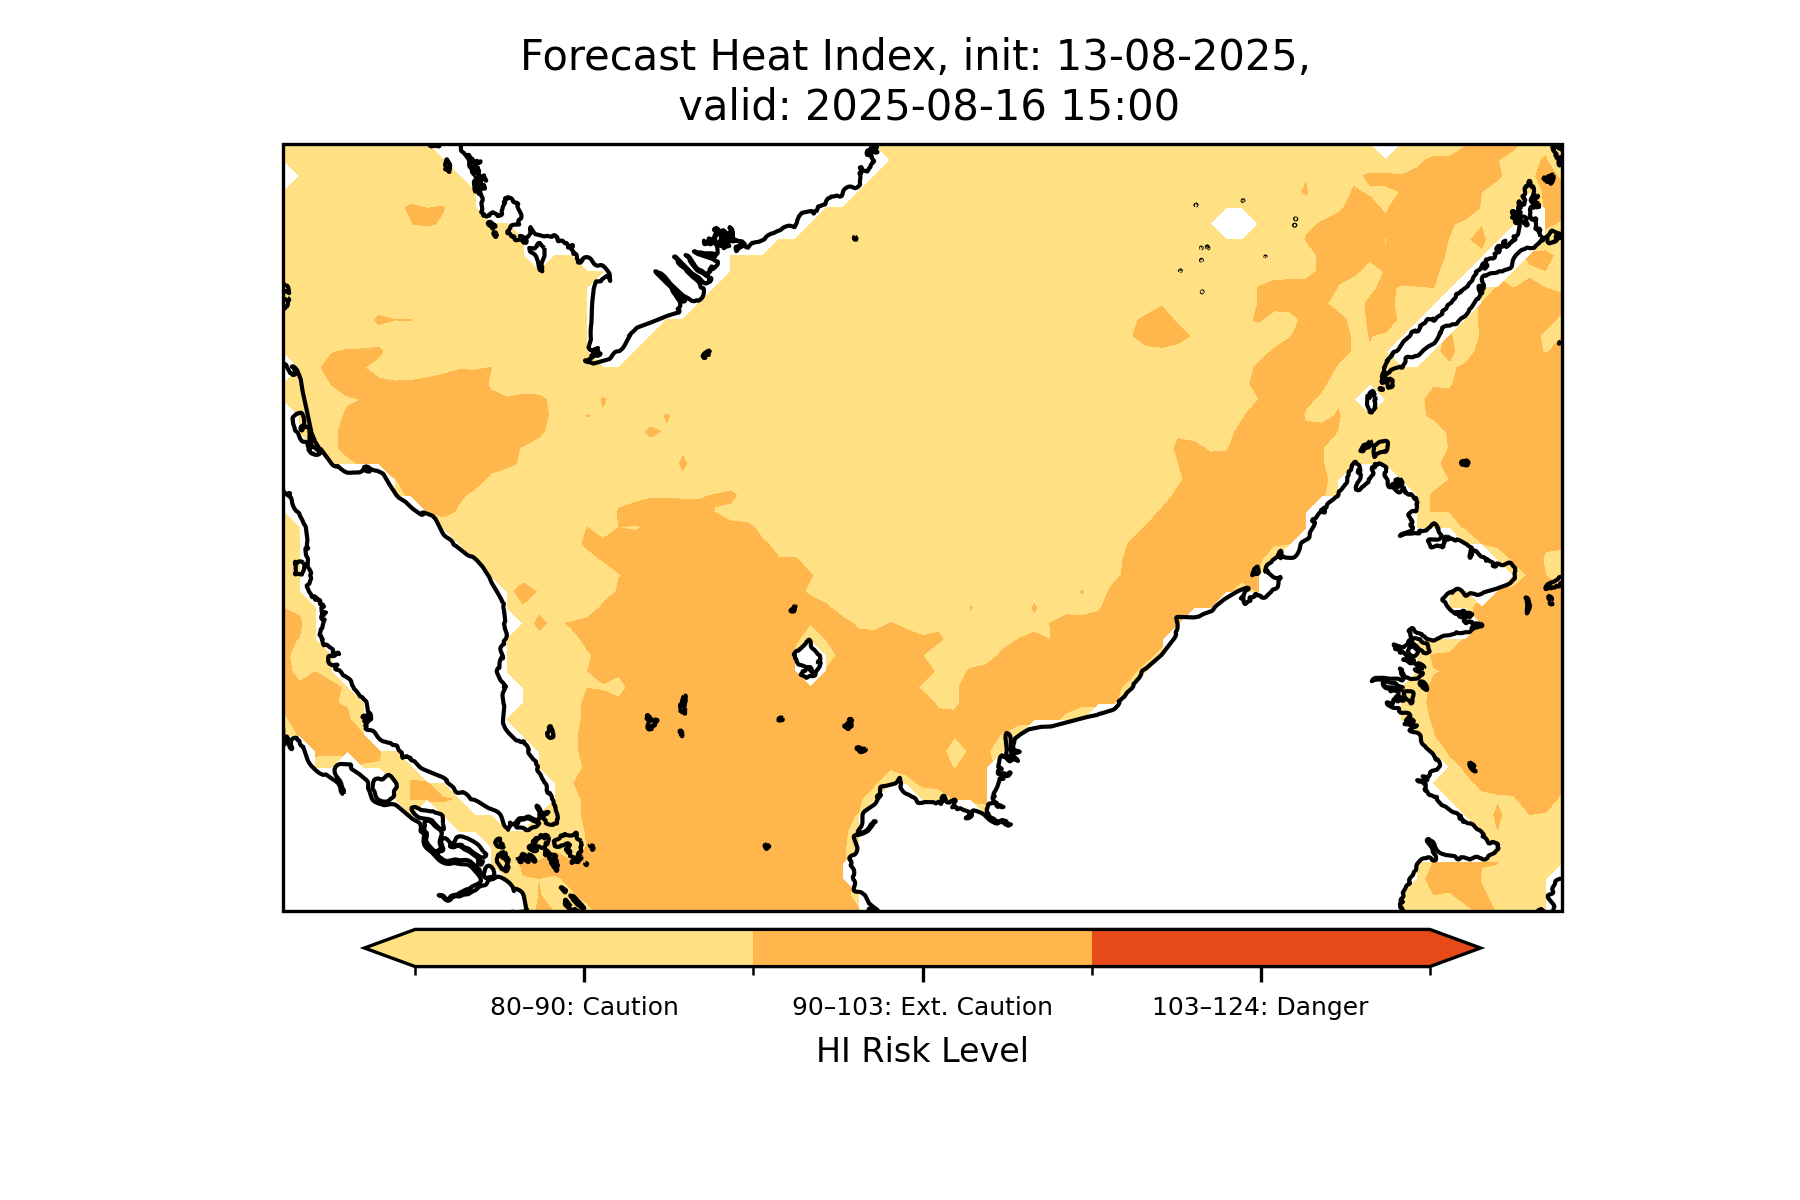 Forecast Heat Index, init: 13-08-2025,
valid: 2025-08-16 15:00
80–90: Caution
90–103: Ext. Caution
103–124: Danger
HI Risk Level